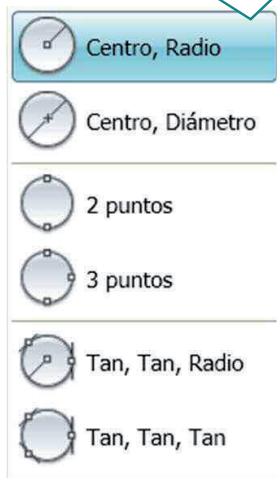 Centro, Radio
Centro, Diámetro
2 puntos
3 puntos
Tan, Tan, Radio
Tan, Tan, Tan